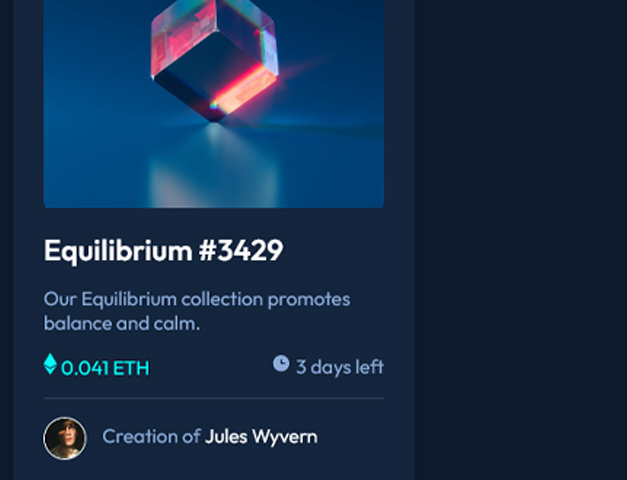 Equilibrium #3429
Our Equilibrium collection promotes
balance and calm.
0.041 ETH
3 days left
Creation of Jules Wyvern